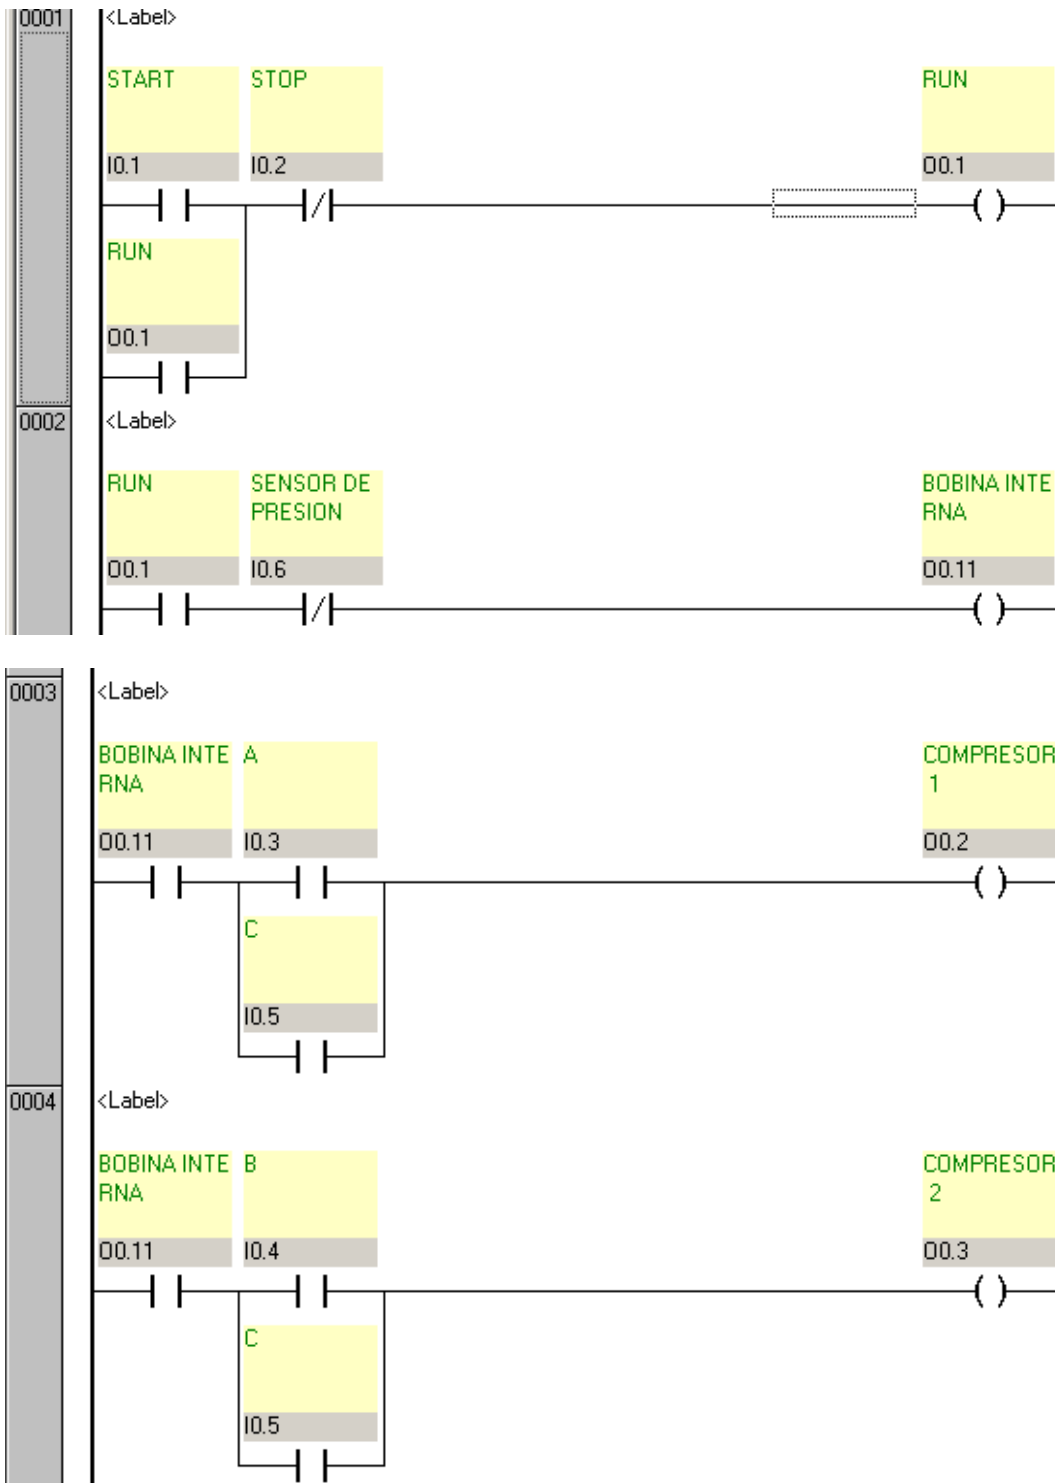 0001 <Label>
START STOP RUN
I0.1 I0.2 O0.1
RUN
O0.1
0002 <Label>
RUN SENSOR DE BOBINA INTE
PRESION RNA
O0.1 I0.6 O0.11
0003 <Label>
BOBINA INTE A COMPRESOR
RNA 1
O0.11 I0.3 O0.2
C
I0.5
0004 <Label>
BOBINA INTE B COMPRESOR
RNA 2
O0.11 I0.4 O0.3
C
I0.5